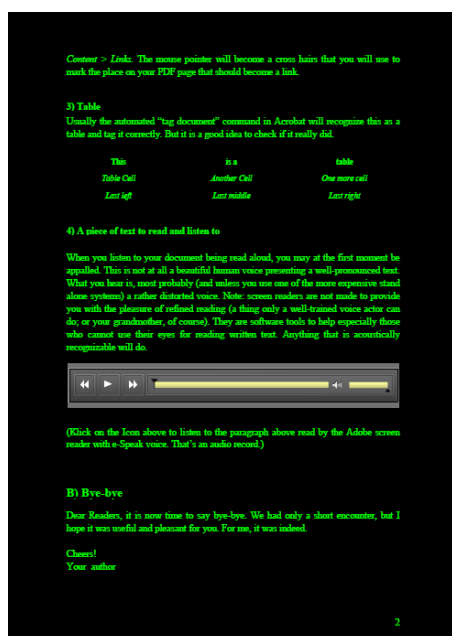 Content > Links. The mouse pointer will become a cross hairs that you will use to
mark the place on your PDF page that should become a link.
3) Table
Usually the automated “tag document” command in Acrobat will recognize this as a
table and tag it correctly. But it is a good idea to check if it really did.
This is a table
Table Cell Another Cell One more cell
Last left Last middle Last right
4) A piece of text to read and listen to
When you listen to your document being read aloud, you may at the first moment be
appalled. This is not at all a beautiful human voice presenting a well-pronounced text.
What you hear is, most probably (and unless you use one of the more expensive stand
alone systems) a rather distorted voice. Note: screen readers are not made to provide
you with the pleasure of refined reading (a thing only a well-trained voice actor can
do; or your grandmother, of course). They are software tools to help especially those
who cannot use their eyes for reading written text. Anything that is acoustically
recognizable will do.
(Klick on the Icon above to listen to the paragraph above read by the Adobe screen
reader with e-Speak voice. That’s an audio record.)
B) Bye-bye
Dear Readers, it is now time to say bye-bye. We had only a short encounter, but I
hope it was useful and pleasant for you. For me, it was indeed.
Cheers!
Your author
2